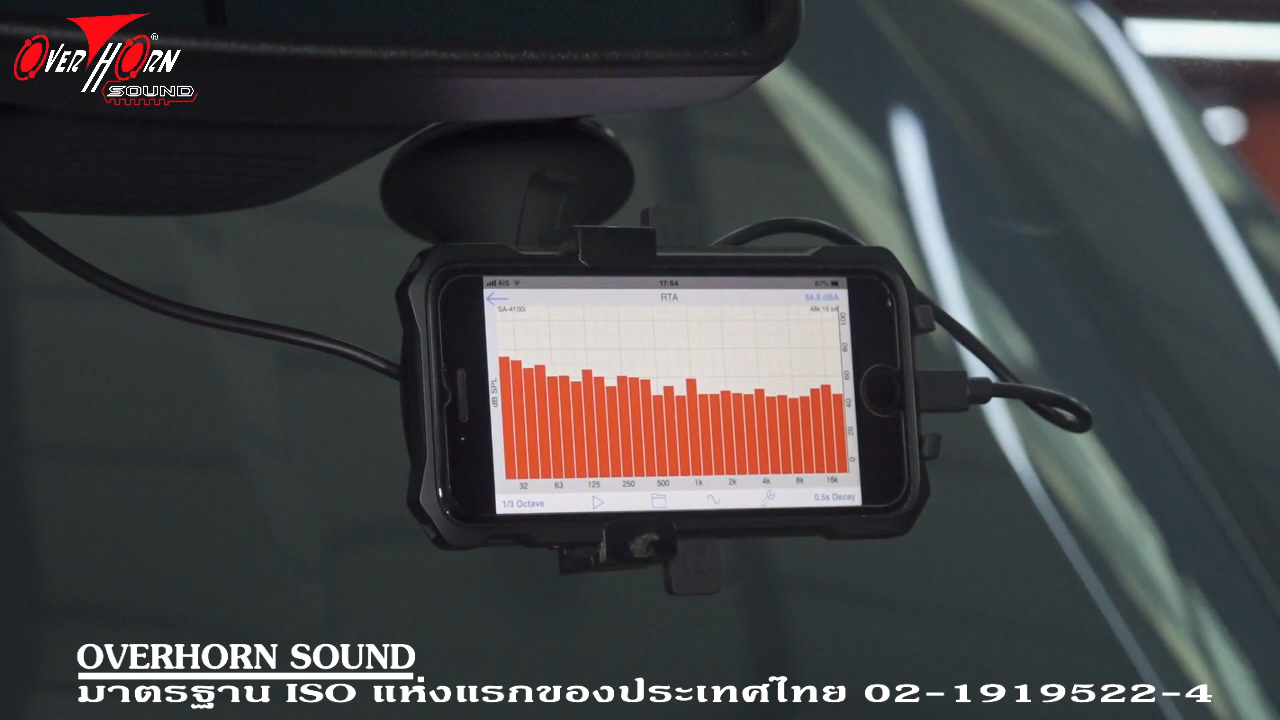 OVERHORN®
SOUND
AIS 17:54 67%
RTA 64.9 dBA
SA-4100i 48k 16 bit
dB SPL
100
80
60
40
20
0
32 63 125 250 500 1k 2k 4k 8k 16k
1/3 Octave 0.5s Decay
OVERHORN SOUND
มาตรฐาน ISO แห่งแรกของประเทศไทย 02-1919522-4